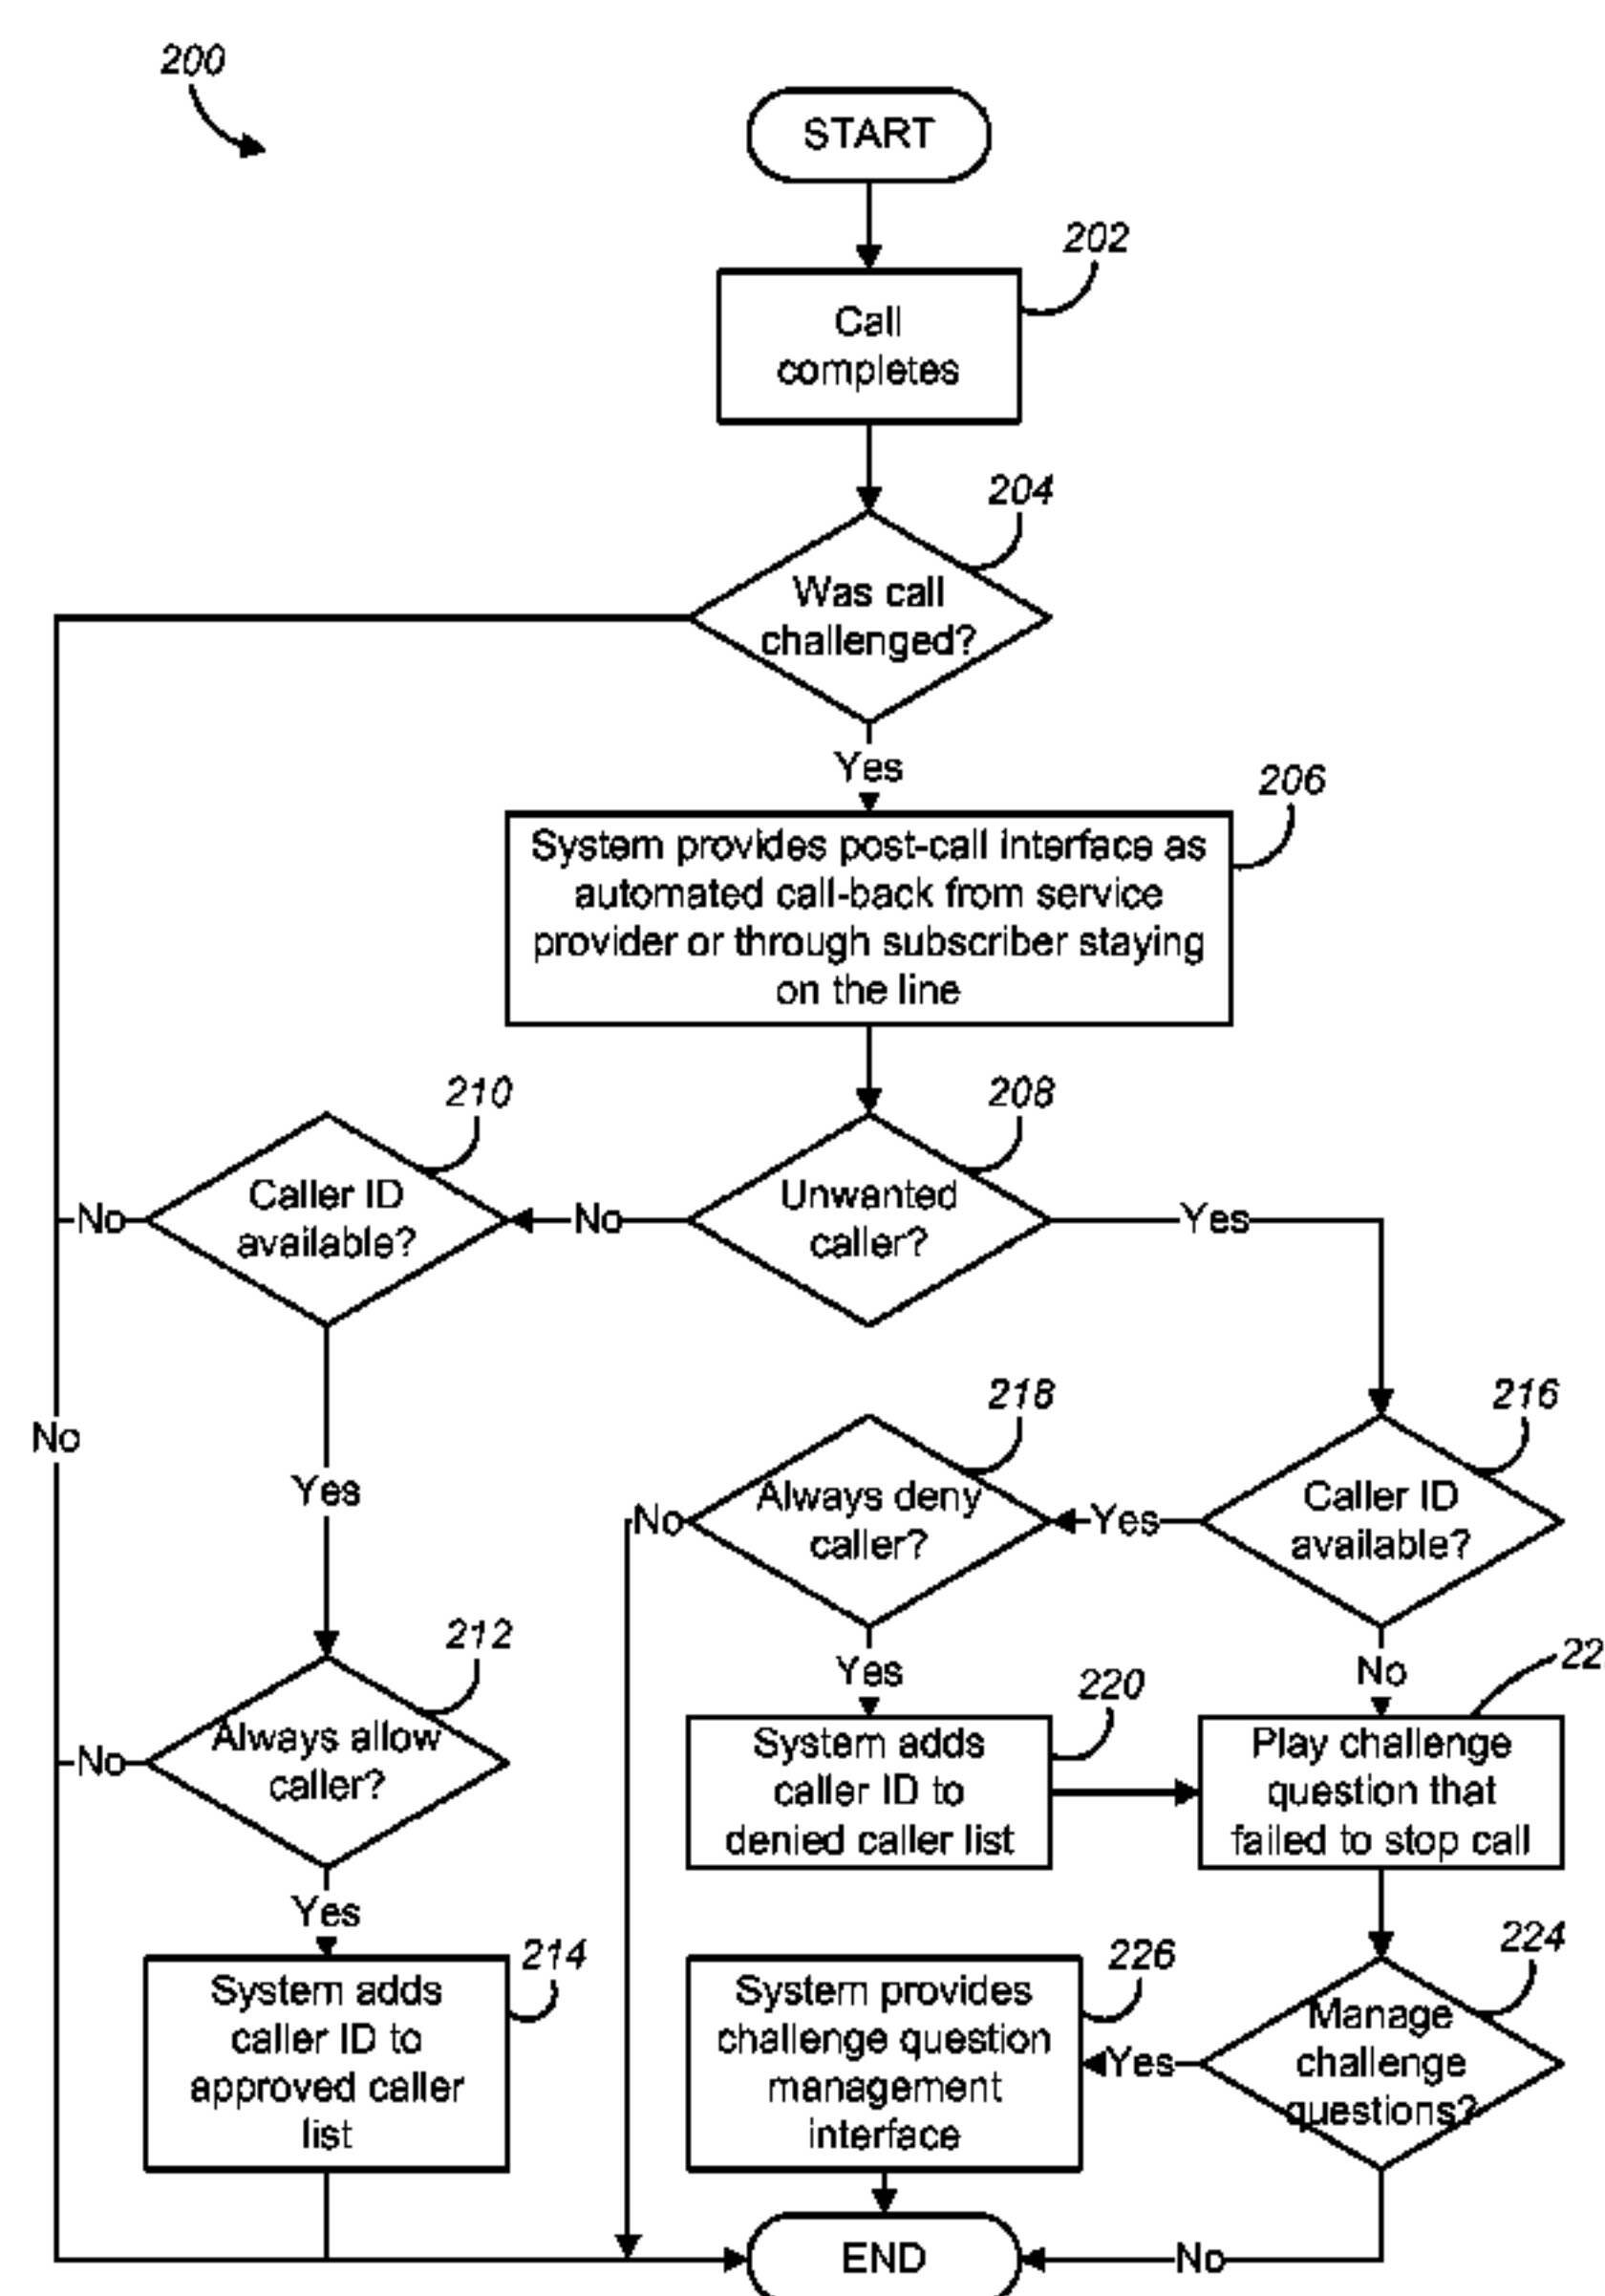 200
START
202
Call
completes
204
Was call
challenged?
Yes
206
System provides post-call interface as
automated call-back from service
provider or through subscriber staying
on the line
210
208
Caller ID
available?
Unwanted
caller?
No
No
Yes
218
216
No
Yes
Always deny
caller?
Caller ID
available?
No
Yes
212
Yes
No
22
220
Always allow
caller?
No
System adds
caller ID to
denied caller list
Play challenge
question that
failed to stop call
Yes
214
226
224
System adds
caller ID to
approved caller
list
System provides
challenge question
management
interface
Yes
Manage
challenge
questions?
END
No